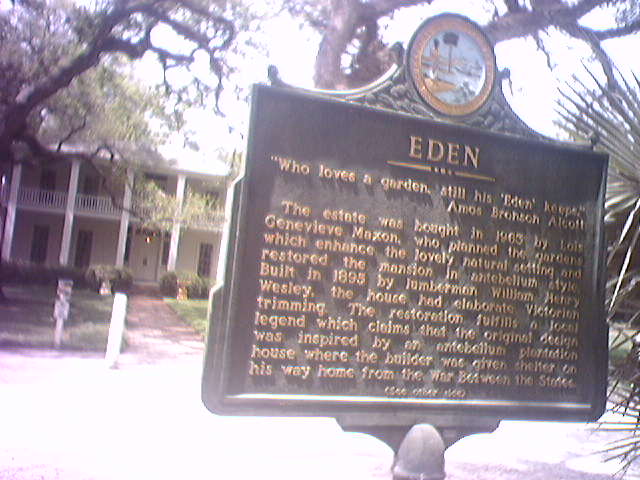 EDEN
"Who loves a garden, still his 'Eden' keeps."
Amos Bronson Alcott
The estate was bought in 1963 by Lois
Genevieve Maxon, who planned the gardens
which enhance the lovely natural setting and
restored the mansion in antebellum style.
Built in 1895 by lumberman, William Henry
Wesley, the house had elaborate Victorian
trimming. The restoration fulfills a local
legend which claims that the original design
was inspired by an antebellum plantation
house where the builder was given shelter on
his way home from the War Between the States.
(See other side)